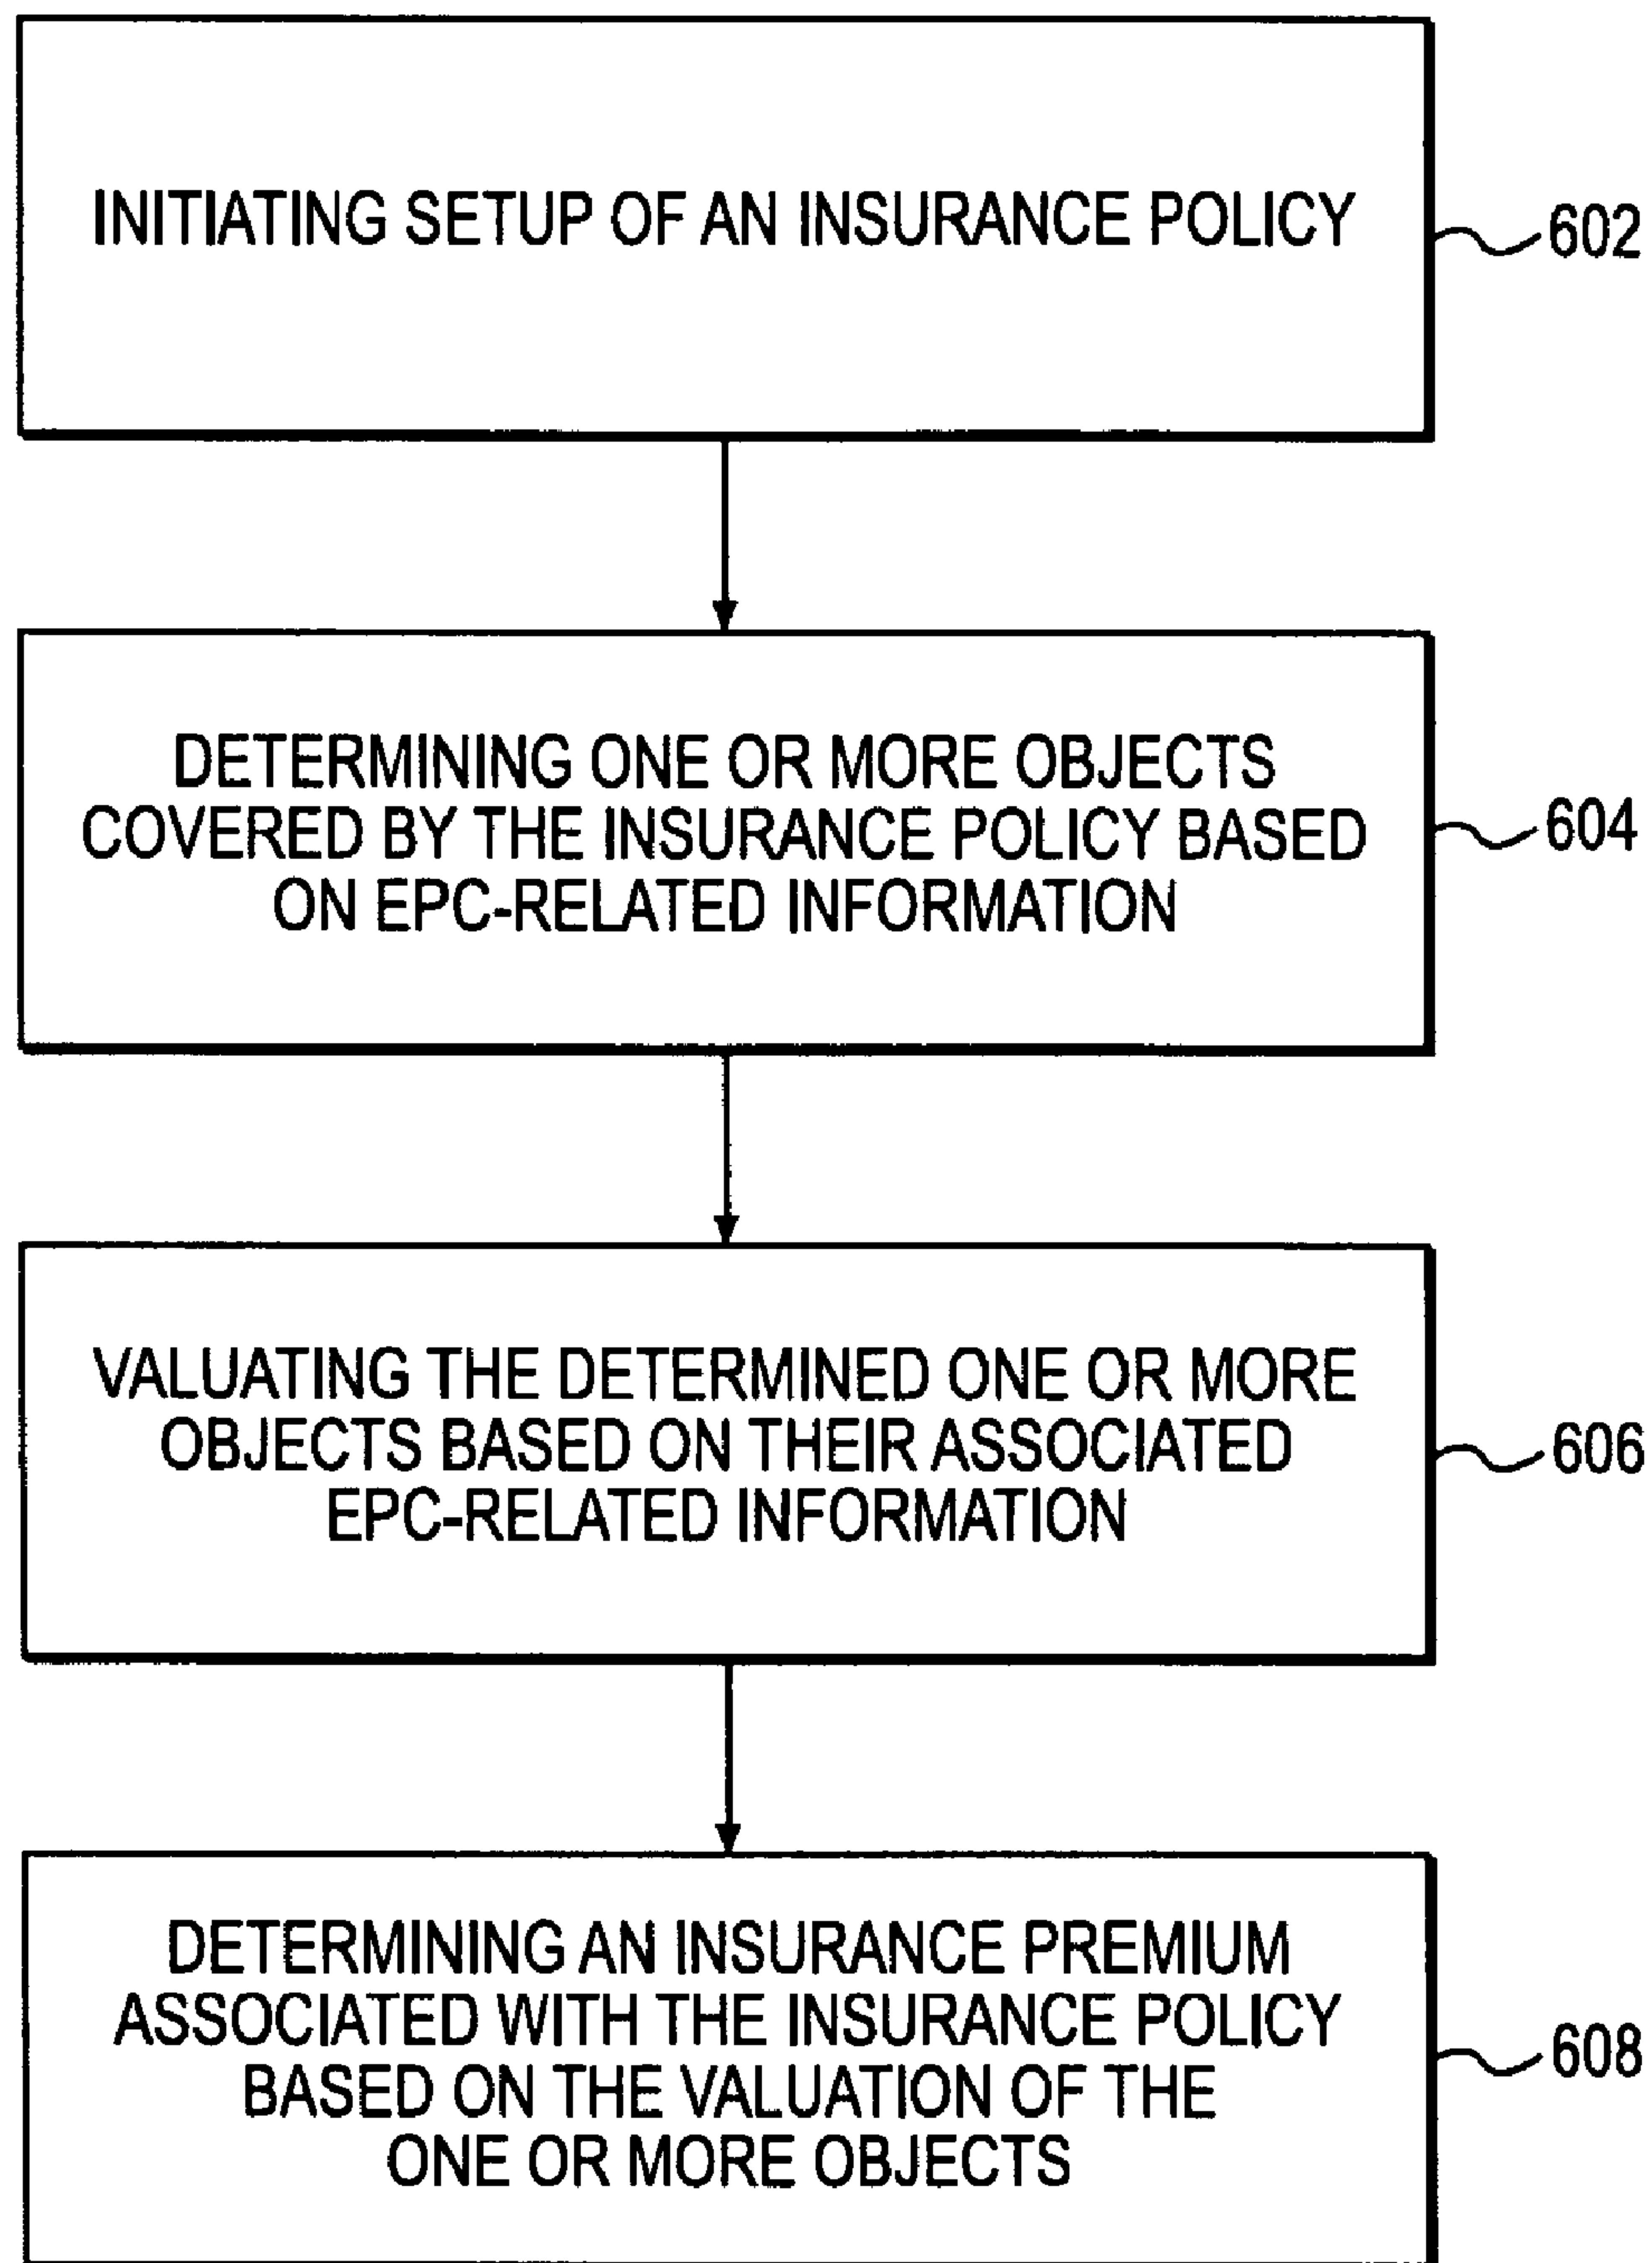 INITIATING SETUP OF AN INSURANCE POLICY
602
DETERMINING ONE OR MORE OBJECTS
COVERED BY THE INSURANCE POLICY BASED
ON EPC-RELATED INFORMATION
604
VALUATING THE DETERMINED ONE OR MORE
OBJECTS BASED ON THEIR ASSOCIATED
EPC-RELATED INFORMATION
606
DETERMINING AN INSURANCE PREMIUM
ASSOCIATED WITH THE INSURANCE POLICY
BASED ON THE VALUATION OF THE
ONE OR MORE OBJECTS
608